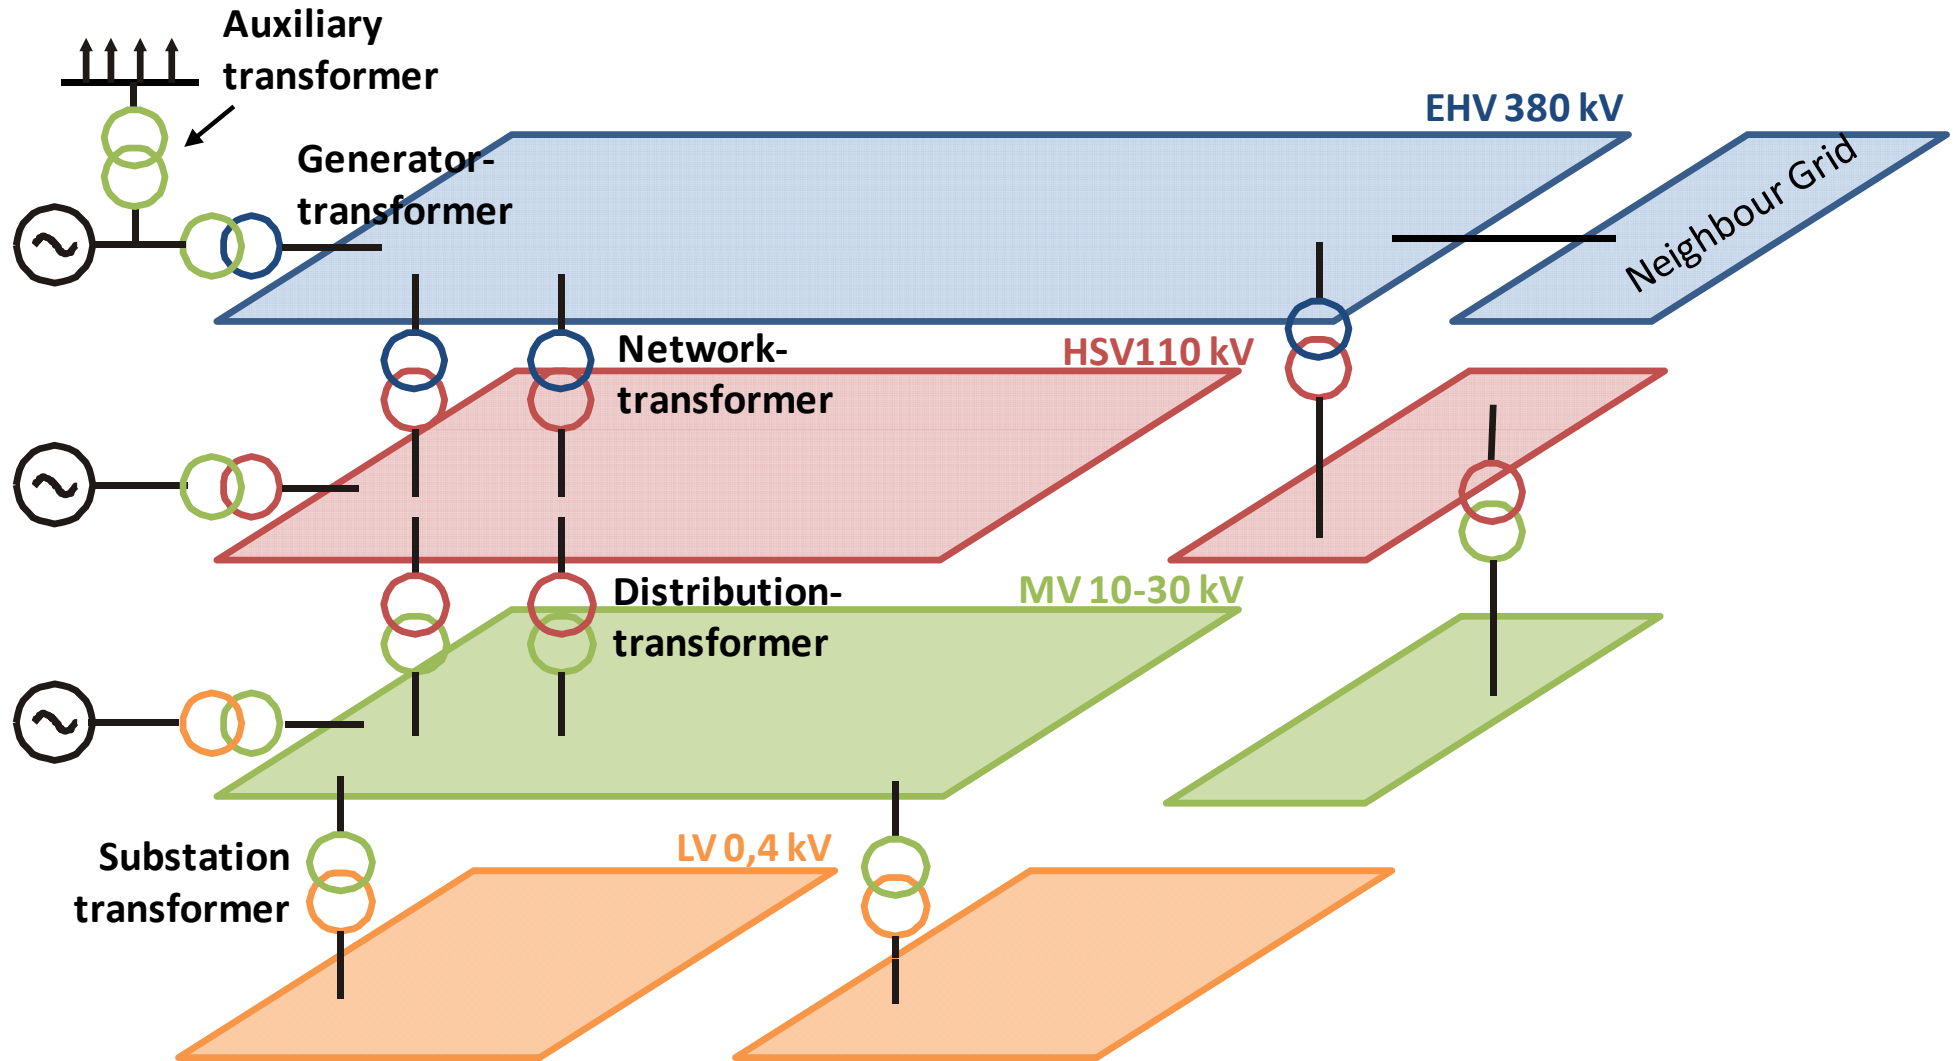 Auxiliary
transformer
EHV 380 kV
Generator-
transformer
Neighbour Grid
Network-
transformer
HSV110 kV
Distribution-
transformer
MV 10-30 kV
Substation
transformer
LV 0,4 kV